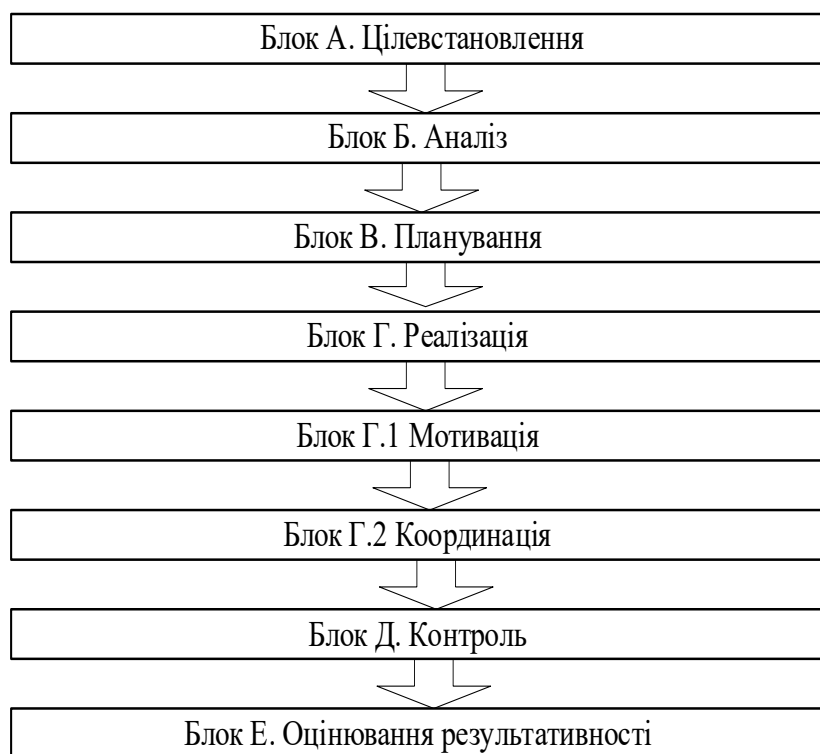 Блок А. Цілевстановлення
Блок Б. Аналіз
Блок В. Планування
Блок Г. Реалізація
Блок Г.1 Мотивація
Блок Г.2 Координація
Блок Д. Контроль
Блок Е. Оцінювання результативності